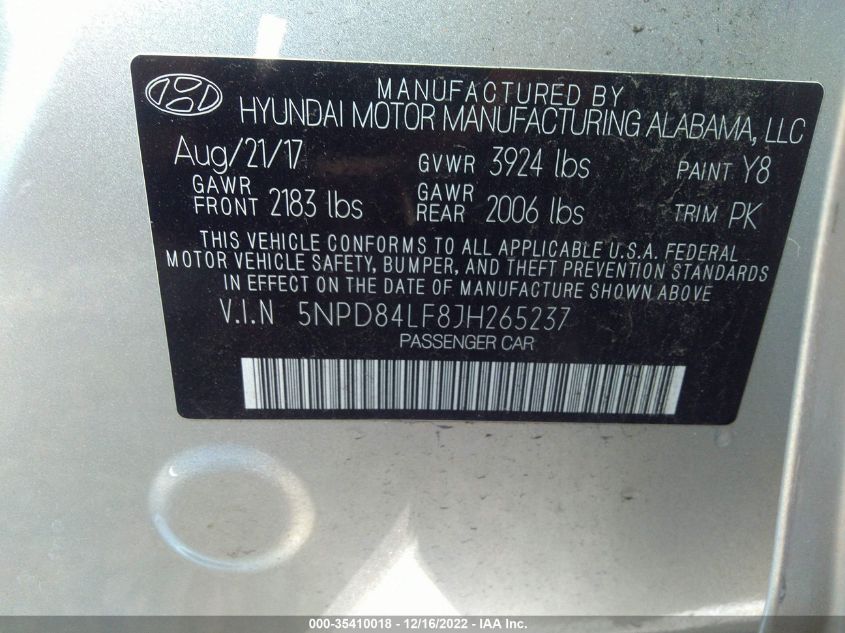 MANUFACTURED BY
HYUNDAI MOTOR MANUFACTURING ALABAMA, LLC
Aug/21/17 GVWR 3924 lbs PAINT Y8
GAWR FRONT 2183 lbs GAWR REAR 2006 lbs TRIM PK
THIS VEHICLE CONFORMS TO ALL APPLICABLE U.S.A. FEDERAL
MOTOR VEHICLE SAFETY, BUMPER, AND THEFT PREVENTION STANDARDS
IN EFFECT ON THE DATE OF MANUFACTURE SHOWN ABOVE
V.I.N 5NPD84LF8JH265237
PASSENGER CAR
000-35410018 - 12/16/2022 - IAA Inc.